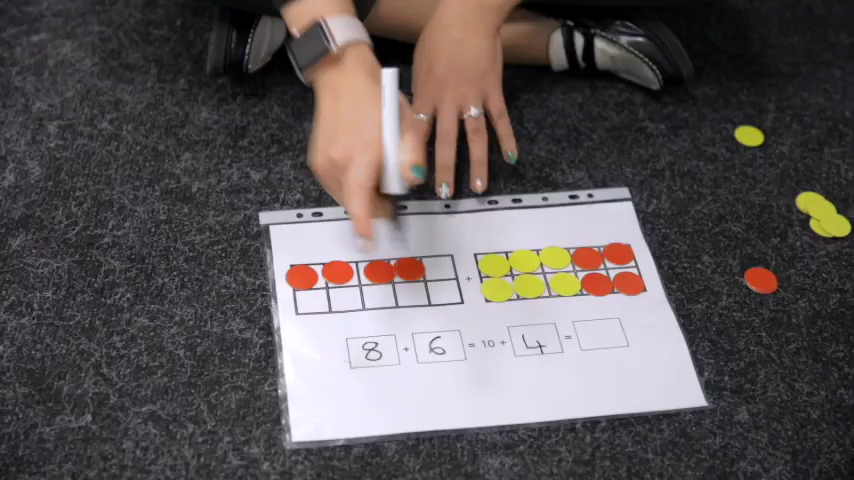 +
8 + 6 = 10 + 4 =